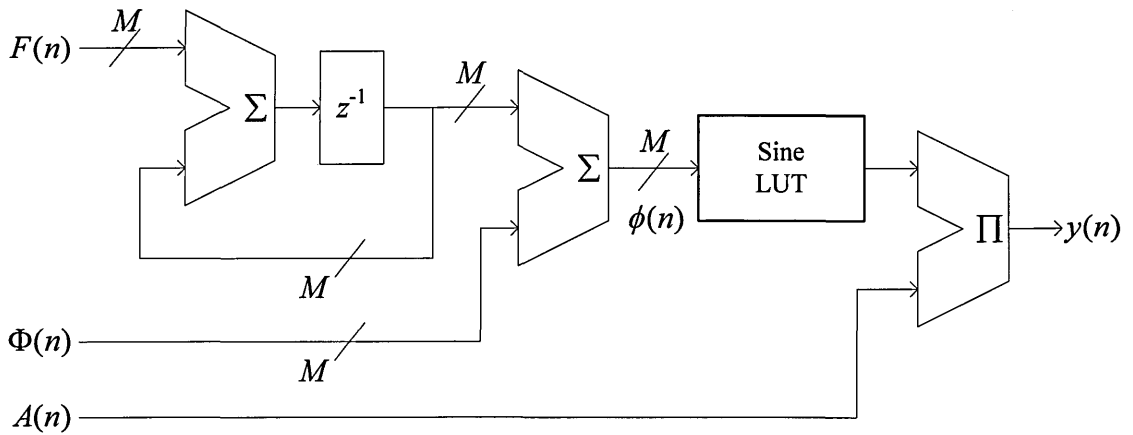 M
F(n)
Σ
z⁻¹
M
Σ
M
ϕ(n)
Sine
LUT
∏
y(n)
M
Φ(n)
M
A(n)